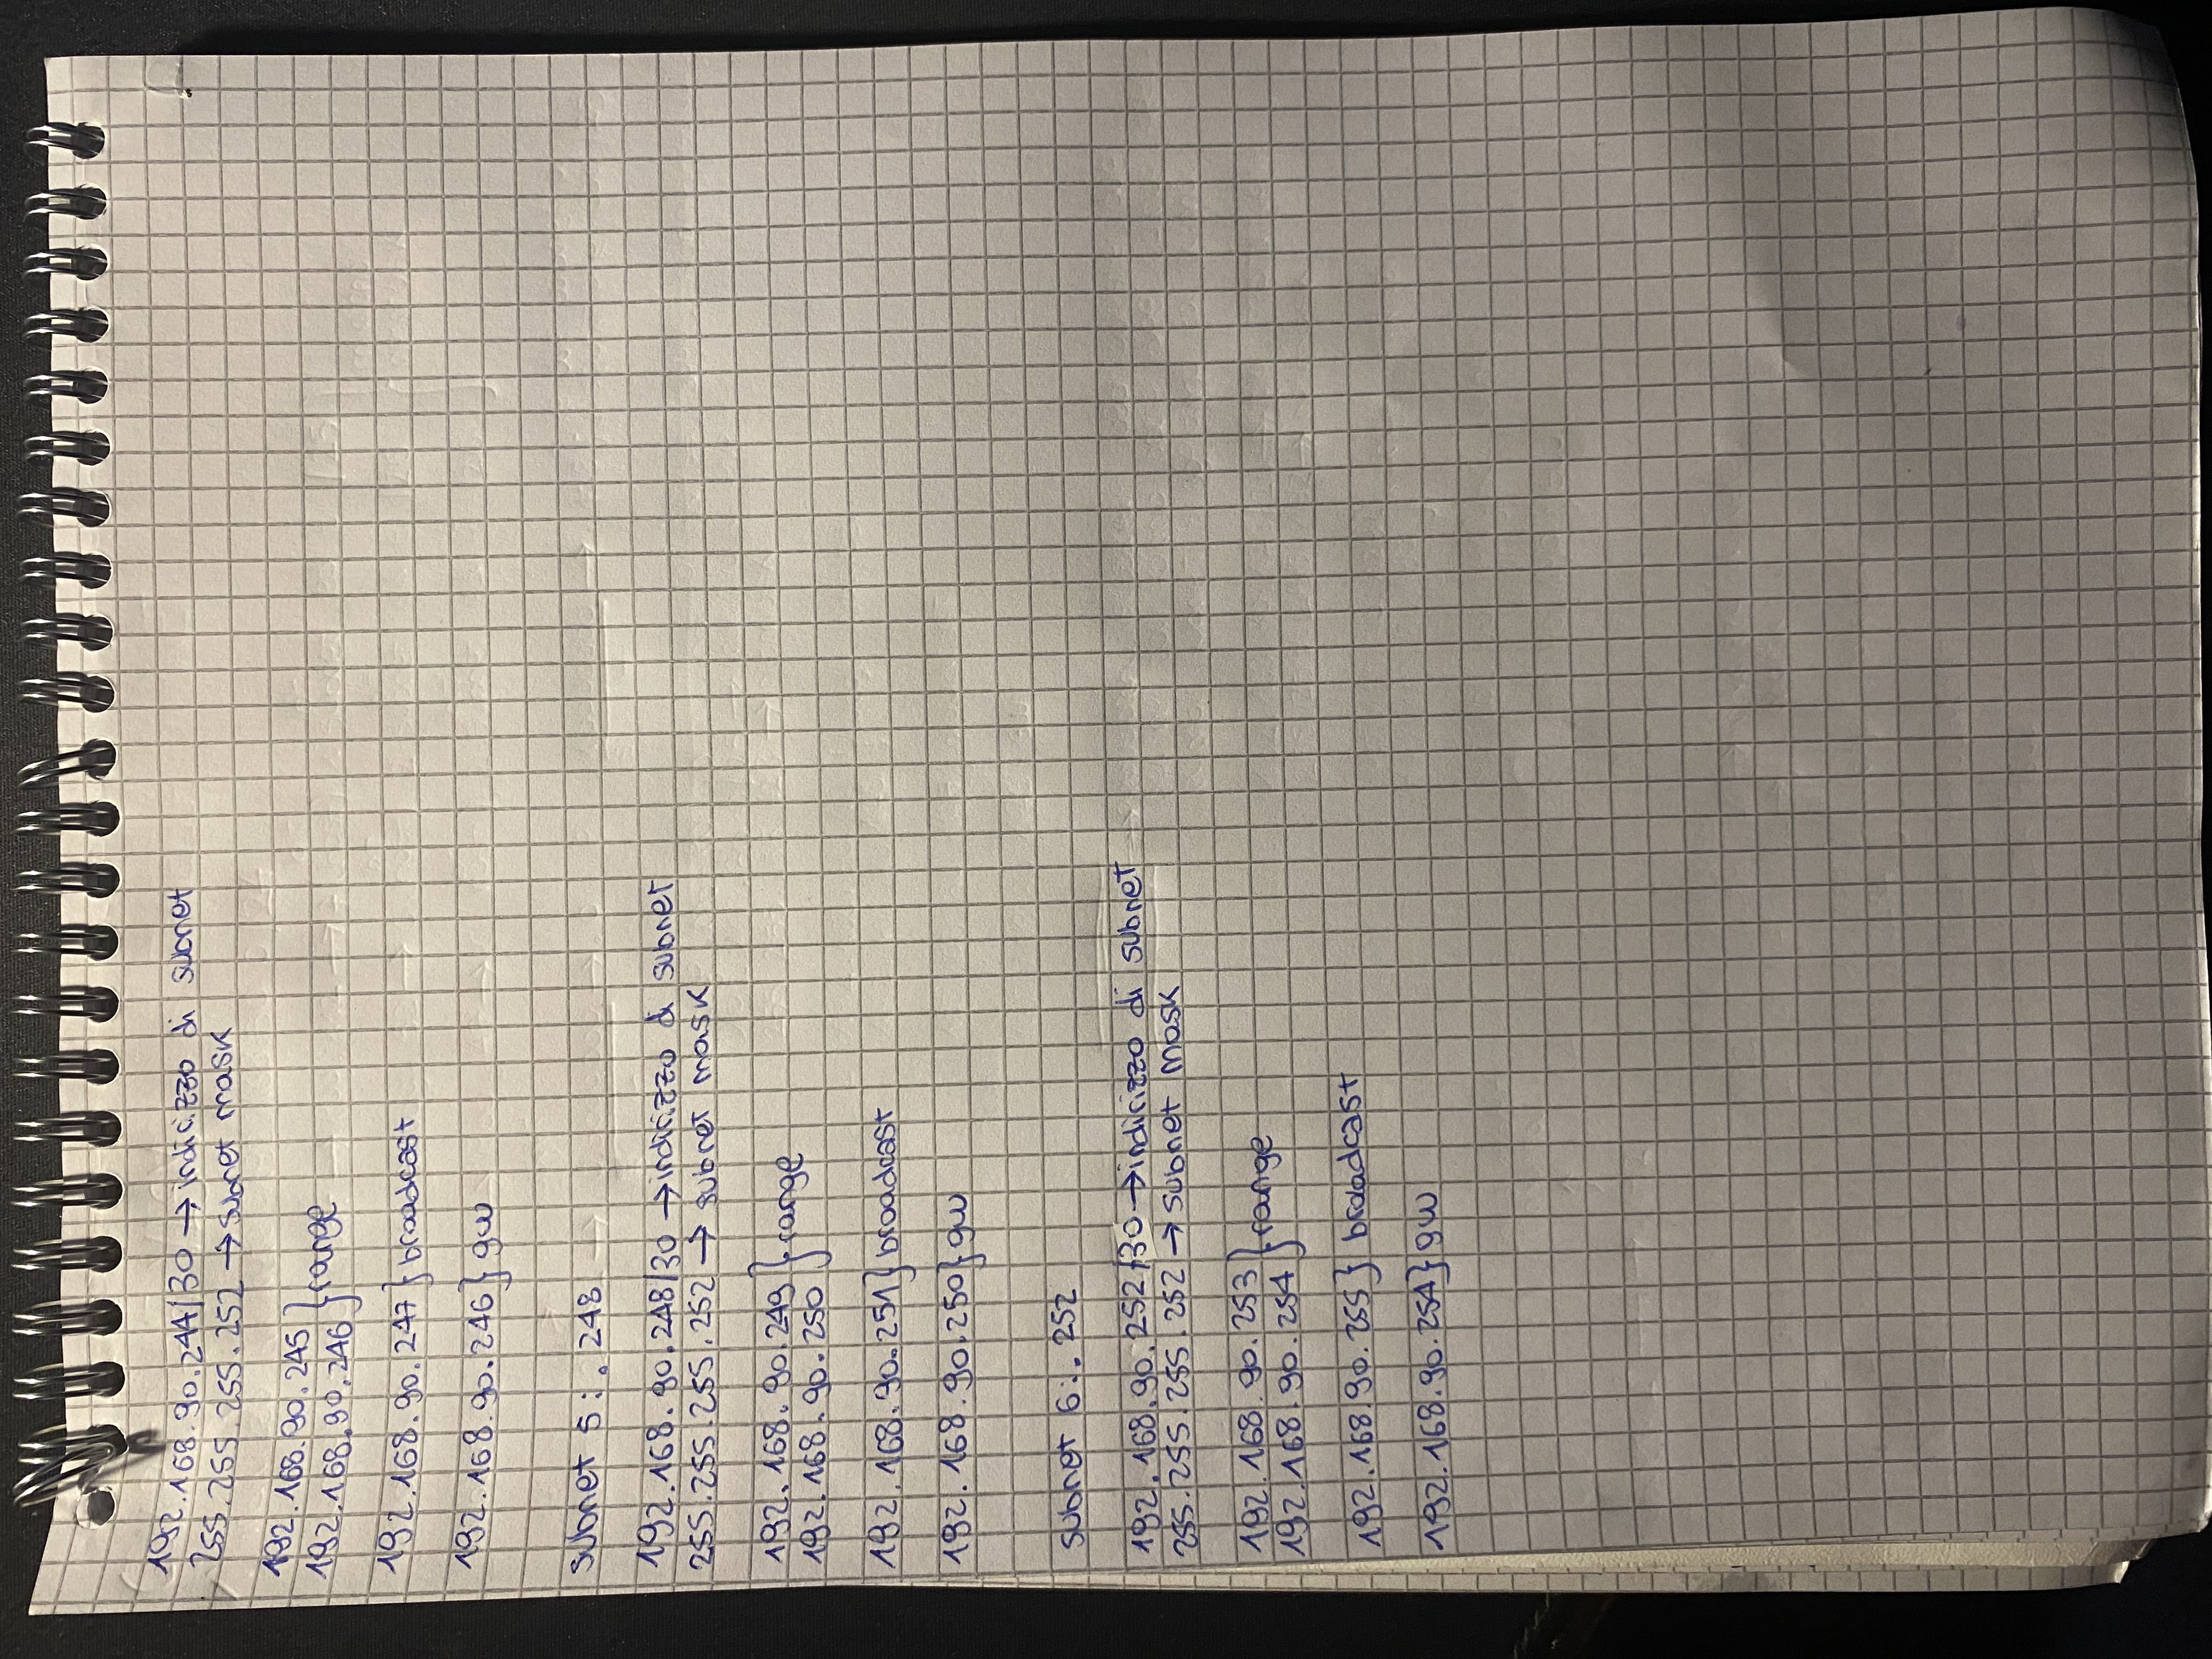 192.168.90.244/30 → indirizzo di subnet
255.255.255.252 → subnet mask
192.168.90.245
192.168.90.246 } range
192.168.90.247 } broadcast
192.168.90.246 } gw
subnet 5: .248
192.168.90.248/30 → indirizzo di subnet
255.255.255.252 → subnet mask
192.168.90.249
192.168.90.250 } range
192.168.90.251 } broadcast
192.168.90.250 } gw
subnet 6: .252
192.168.90.252/30 → indirizzo di subnet
255.255.255.252 → subnet mask
192.168.90.253
192.168.90.254 } range
192.168.90.255 } broadcast
192.168.90.254 } gw